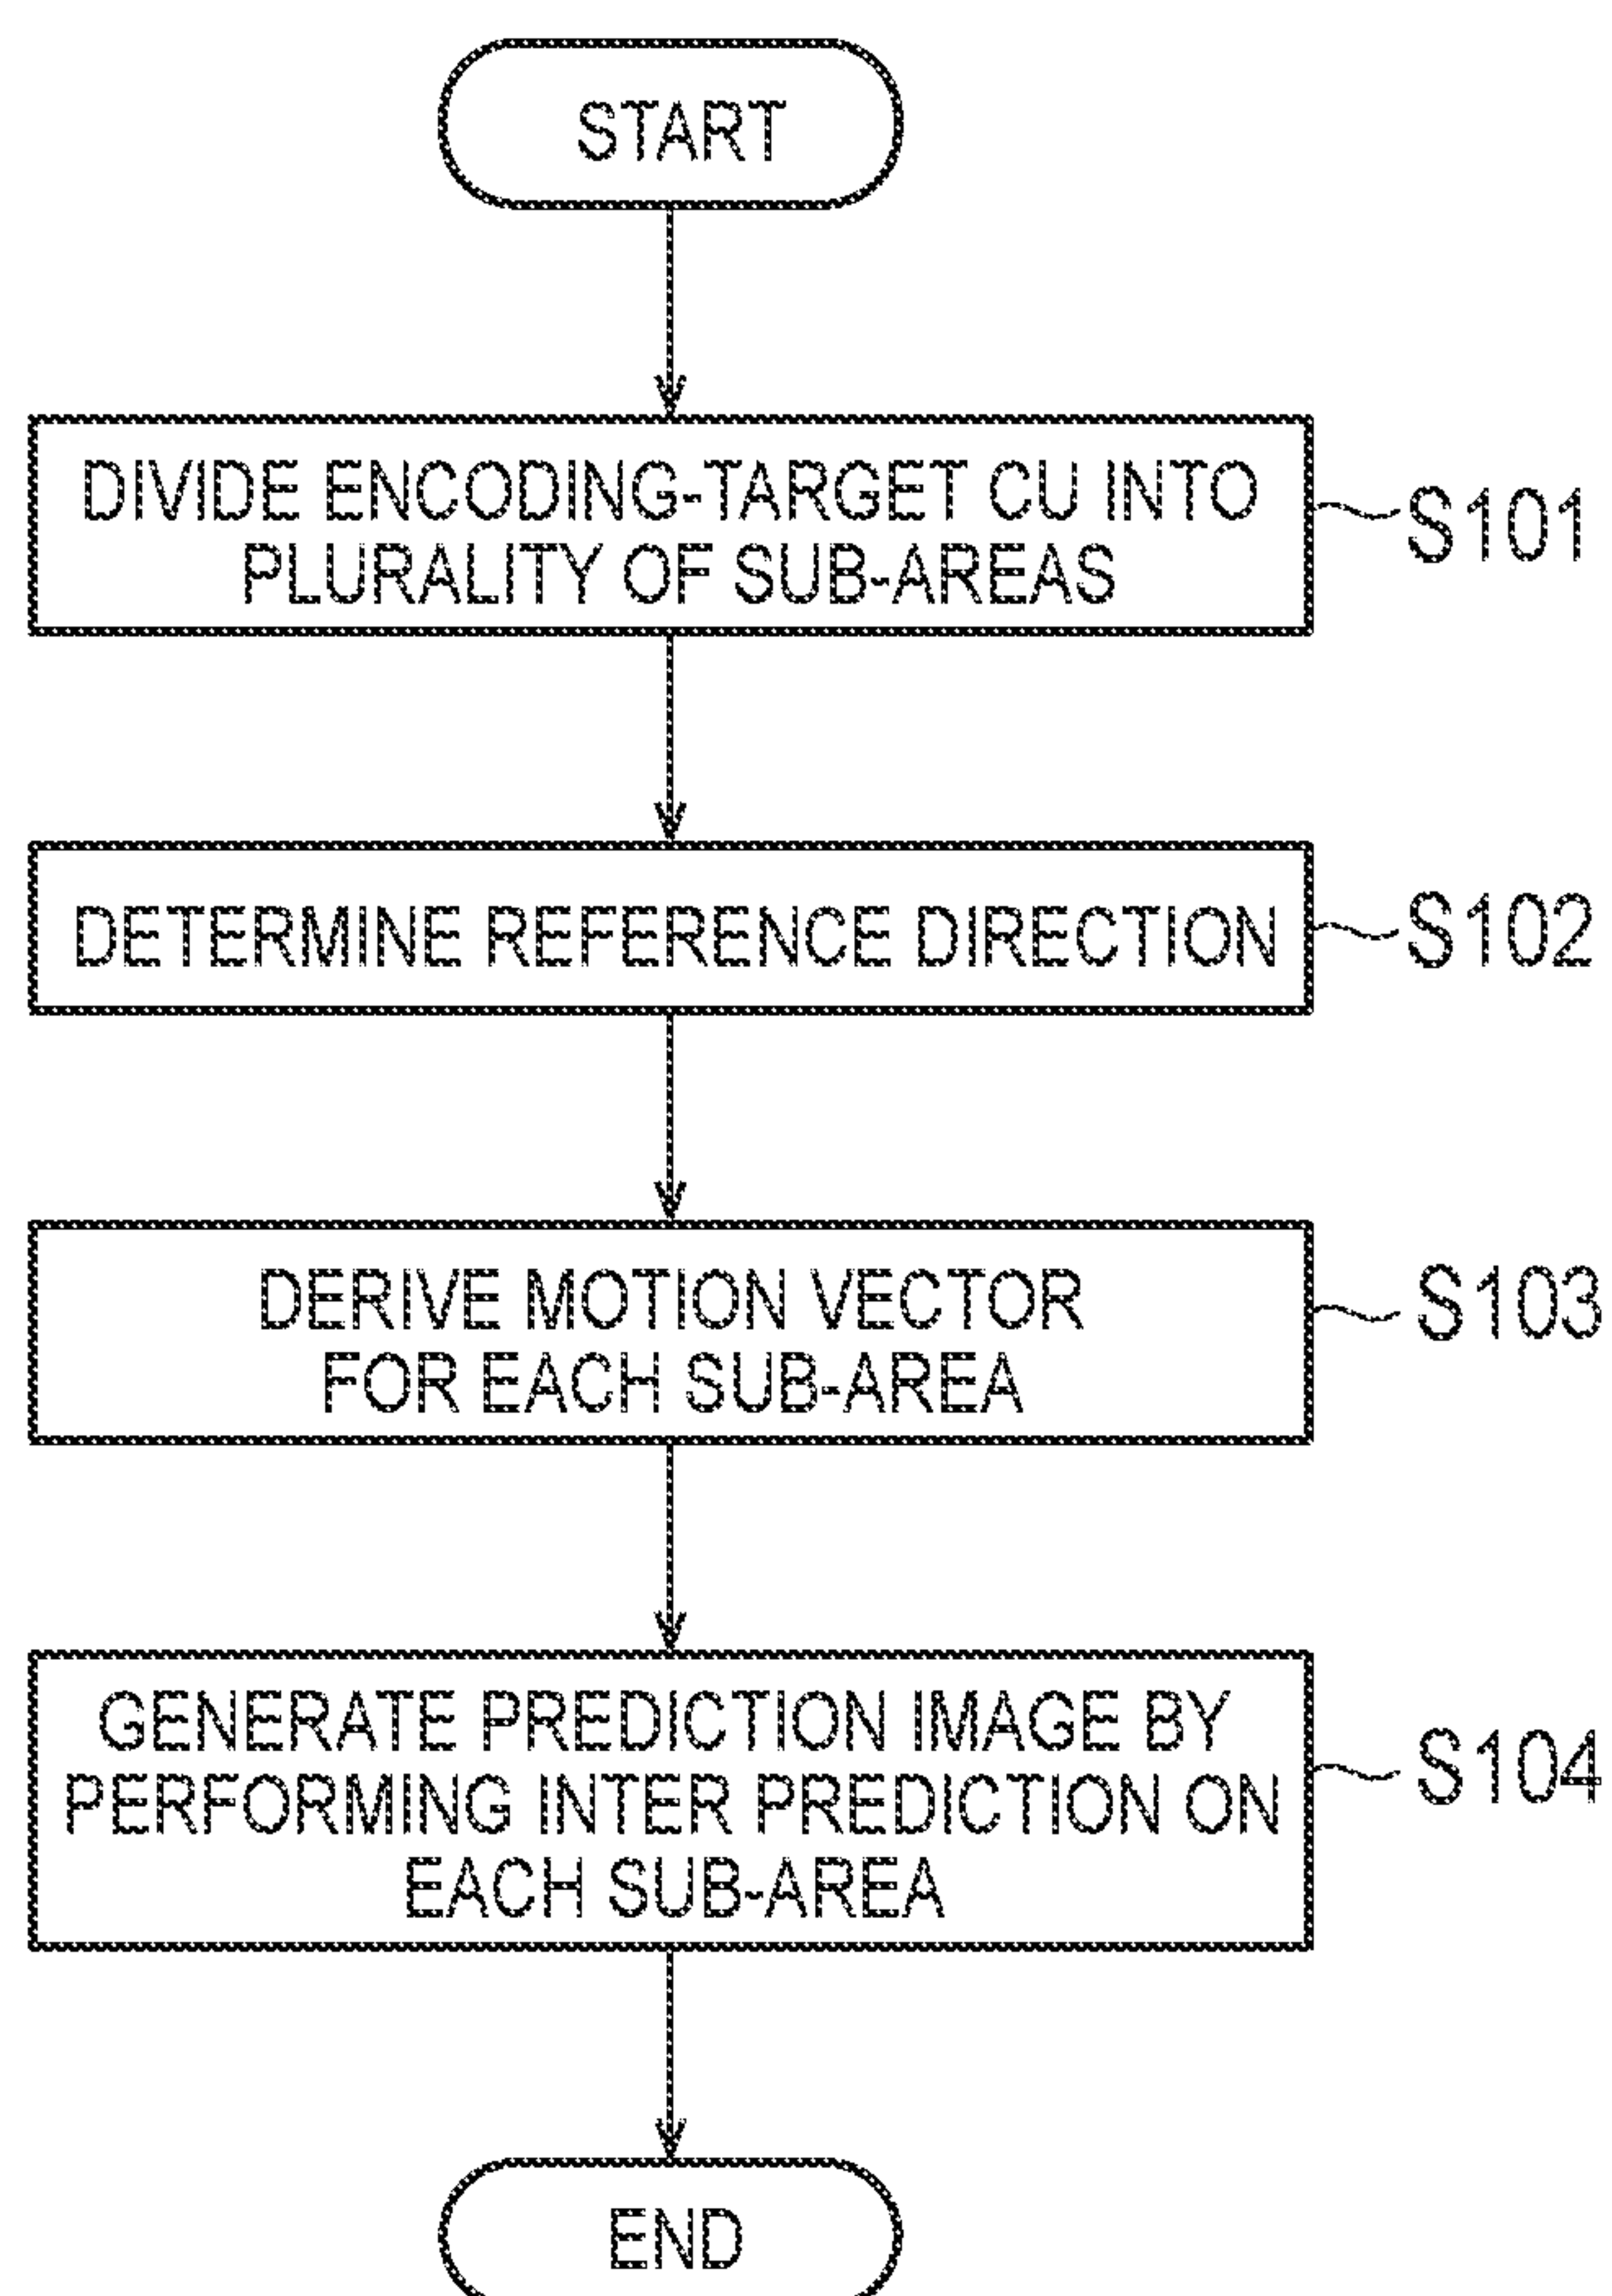 START
DIVIDE ENCODING-TARGET CU INTO
PLURALITY OF SUB-AREAS
S101
DETERMINE REFERENCE DIRECTION
S102
DERIVE MOTION VECTOR
FOR EACH SUB-AREA
S103
GENERATE PREDICTION IMAGE BY
PERFORMING INTER PREDICTION ON
EACH SUB-AREA
S104
END